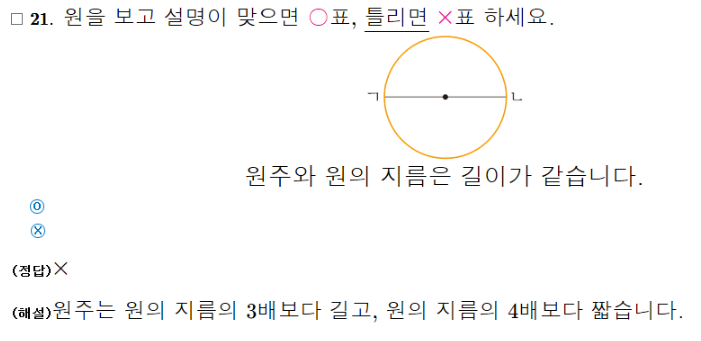 □ 21. 원을 보고 설명이 맞으면 ○표, 틀리면 ×표 하세요.
ㄱ ㄴ
원주와 원의 지름은 길이가 같습니다.
ⓞ
ⓧ
(정답)×
(해설)원주는 원의 지름의 3배보다 길고, 원의 지름의 4배보다 짧습니다.